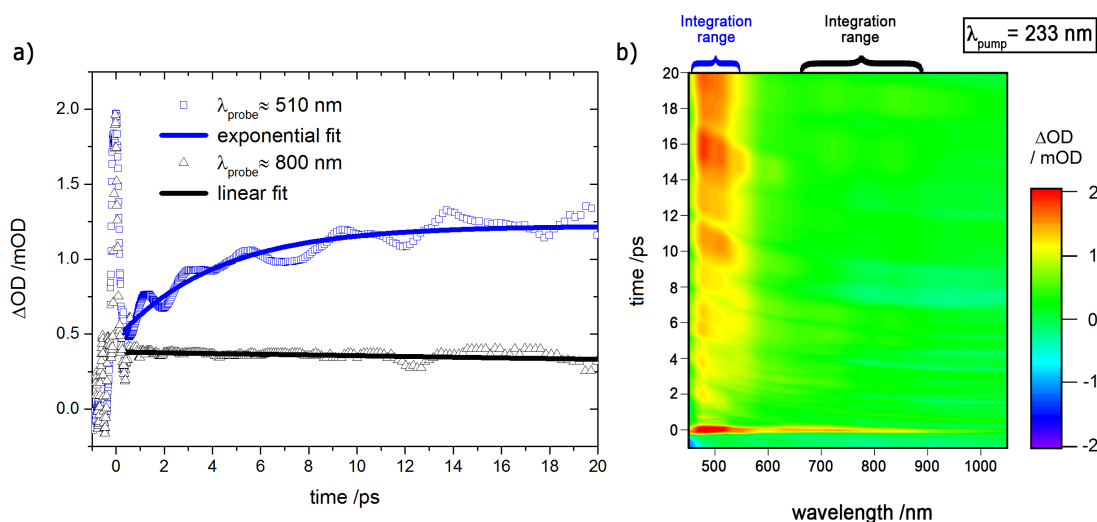 a)
2.0
1.5
1.0
0.5
0.0
ΔOD /mOD
λprobe≈ 510 nm
exponential fit
λprobe≈ 800 nm
linear fit
0 2 4 6 8 10 12 14 16 18 20
time /ps
b)
Integration
range
Integration
range
λpump= 233 nm
20
18
16
14
12
10
8
6
4
2
0
time /ps
500 600 700 800 900 1000
wavelength /nm
ΔOD
/ mOD
2
1
0
-1
-2